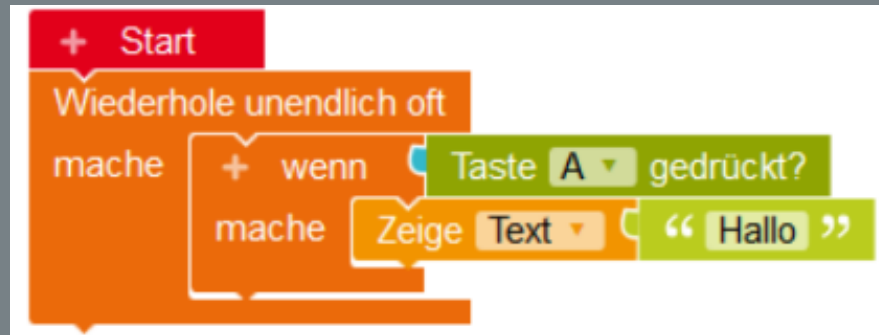 + Start
Wiederhole unendlich oft
mache + wenn Taste A gedrückt?
mache Zeige Text “ Hallo ”